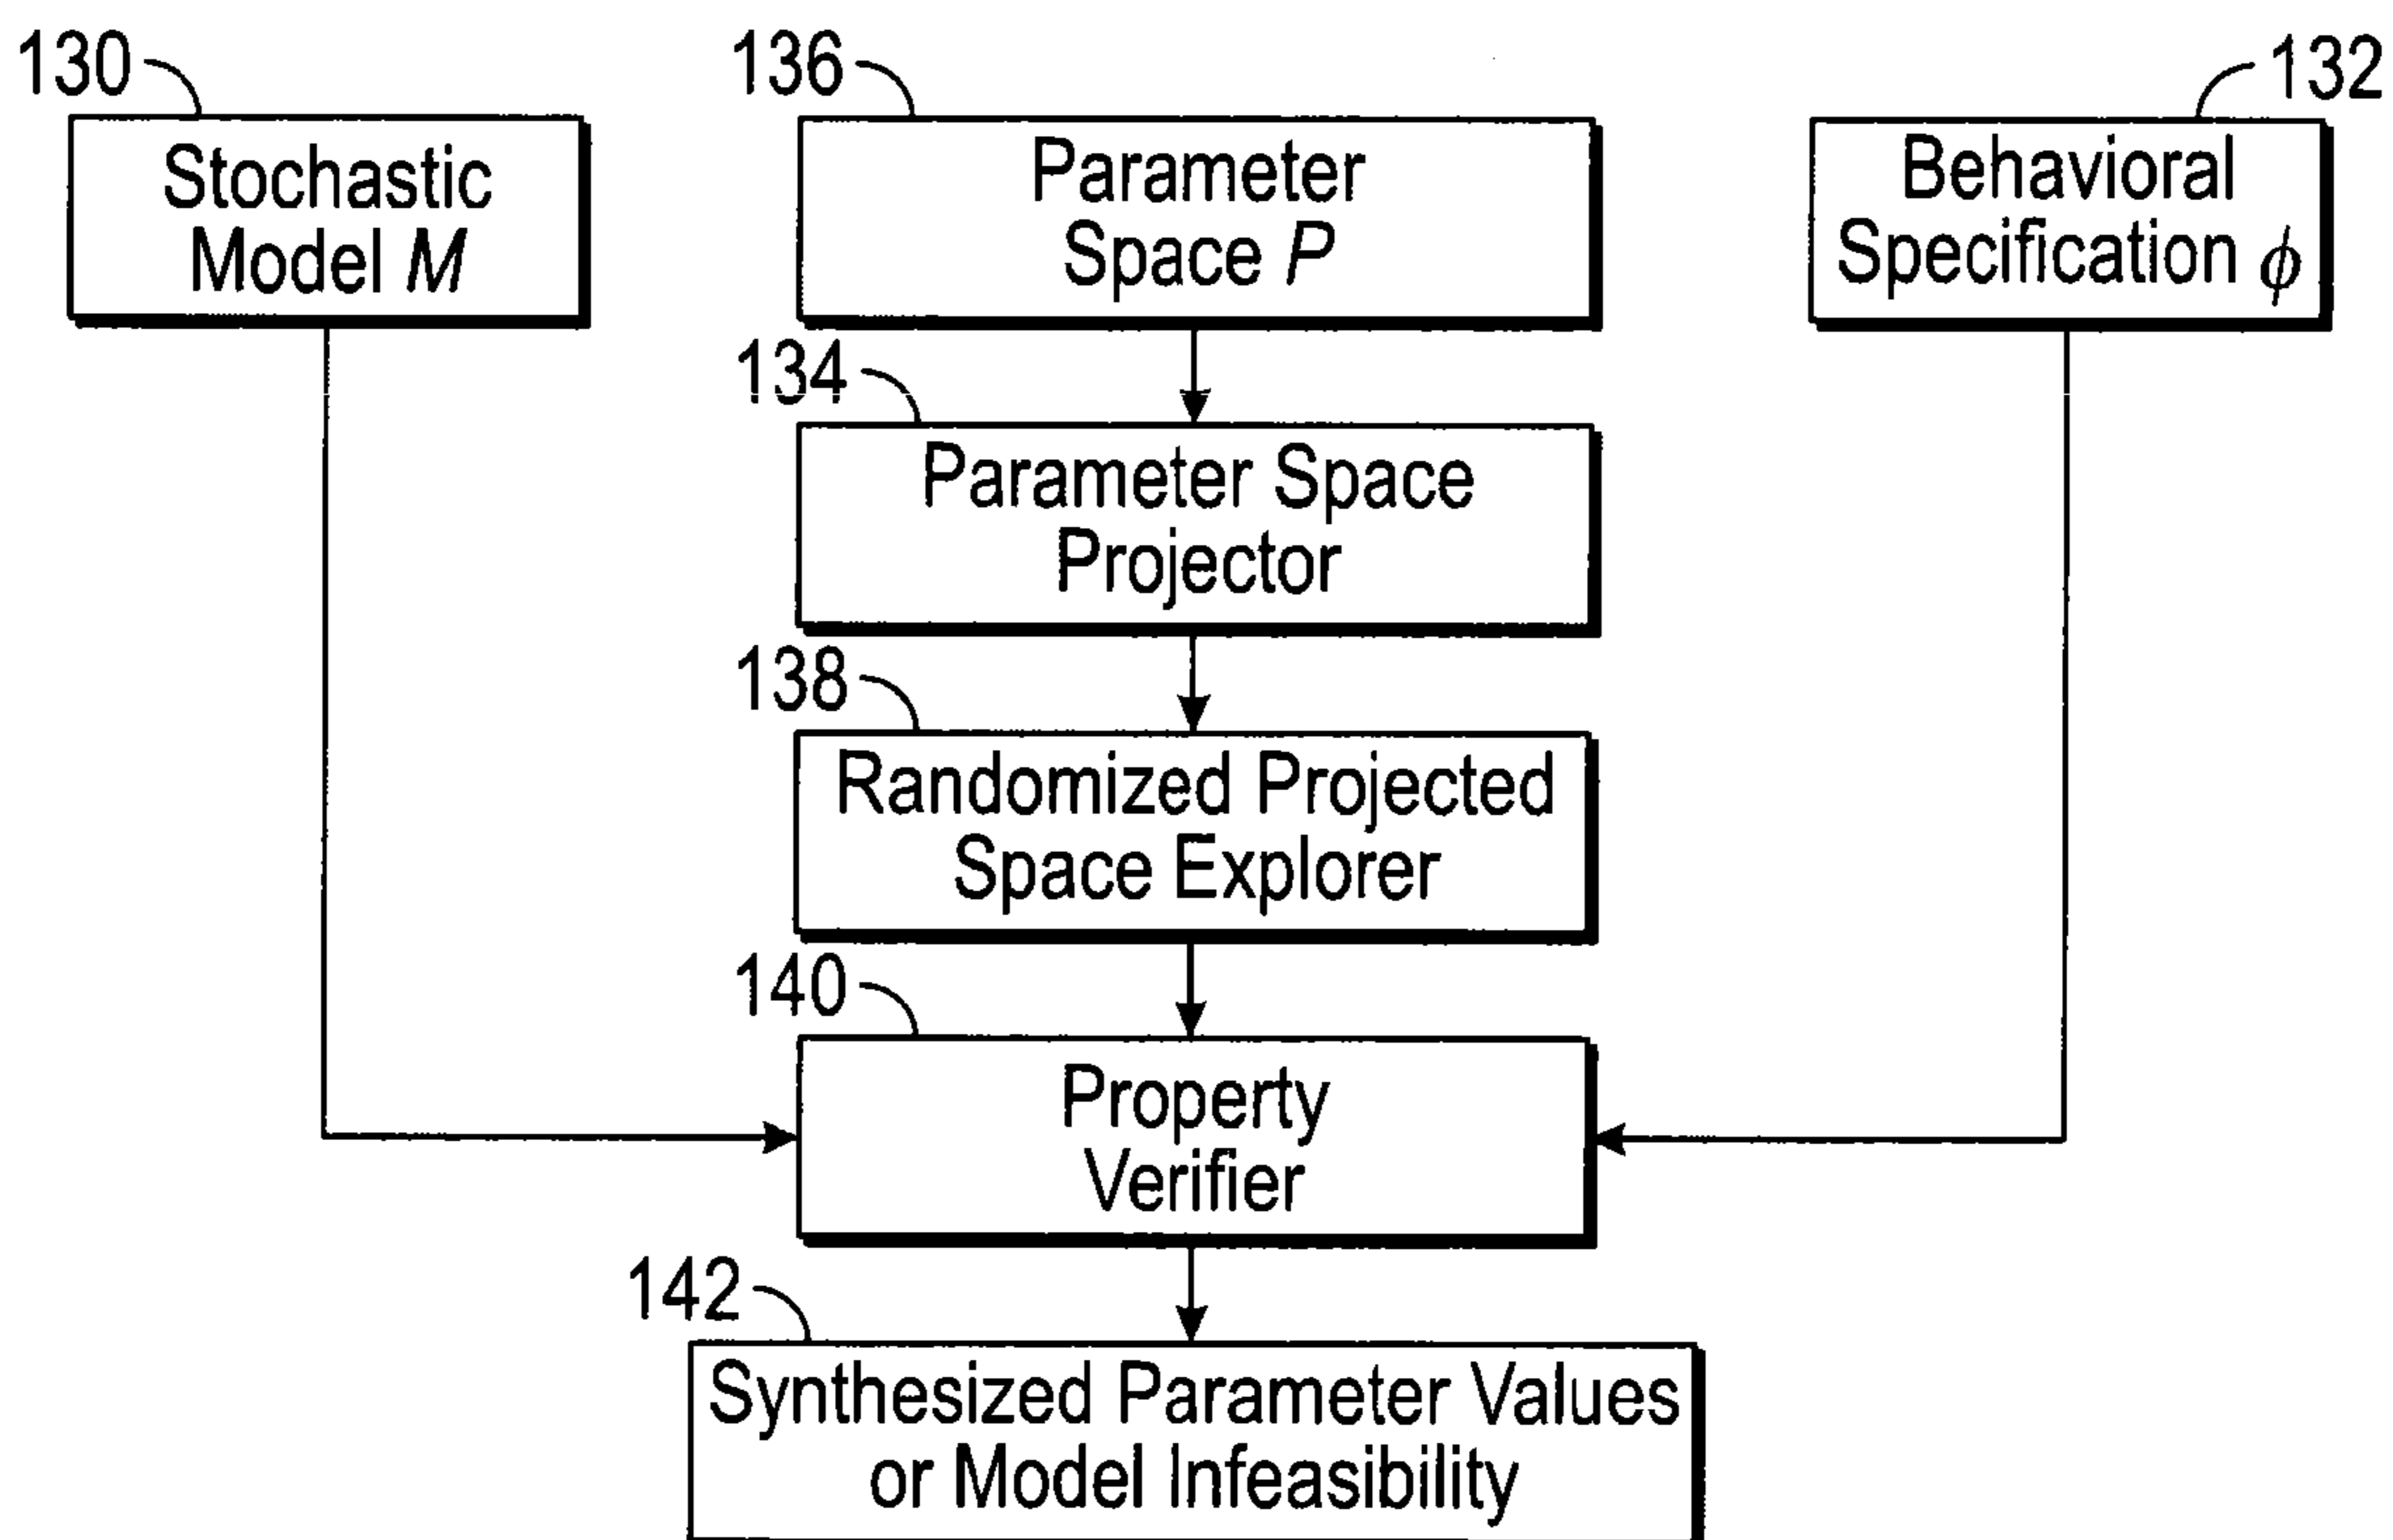 130
Stochastic
Model M
136
Parameter
Space P
132
Behavioral
Specification ϕ
134
Parameter Space
Projector
138
Randomized Projected
Space Explorer
140
Property
Verifier
142
Synthesized Parameter Values
or Model Infeasibility